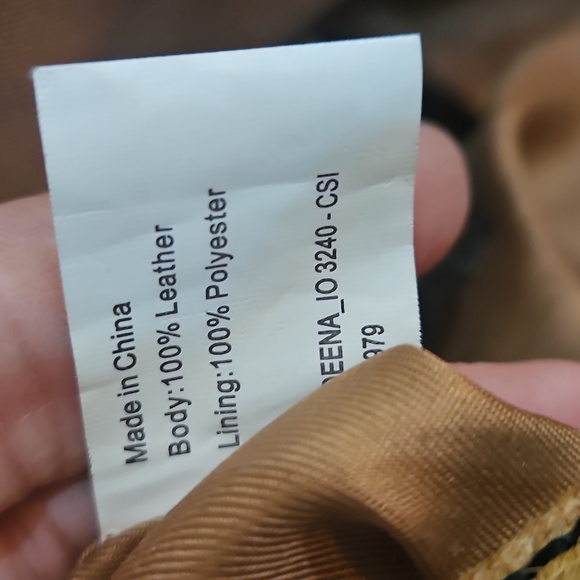 Made in China
Body:100% Leather
Lining:100% Polyester
EENA_IO 3240 - CSI
979